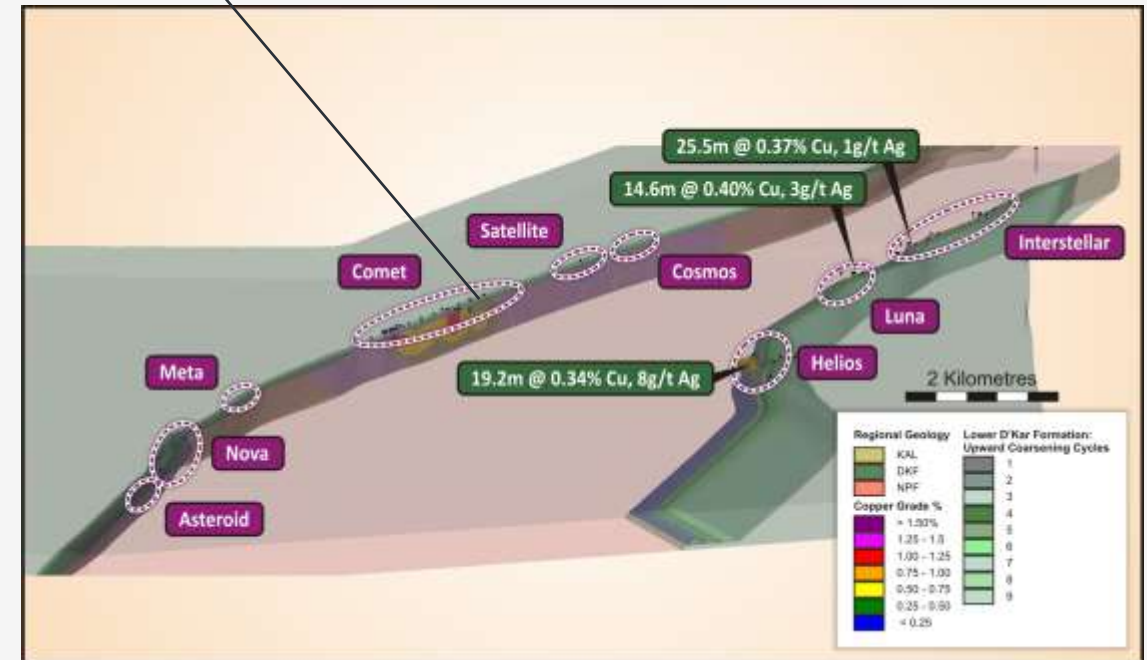 25.5m @ 0.37% Cu, 1g/t Ag
14.6m @ 0.40% Cu, 3g/t Ag
Satellite
Interstellar
Comet
Cosmos
Luna
Meta
Helios
19.2m @ 0.34% Cu, 8g/t Ag
2 Kilometres
Nova
Asteroid
Regional Geology
KAL
DKF
NPF
Copper Grade %
> 1.50%
1.25 - 1.5
1.00 - 1.25
0.75 - 1.00
0.50 - 0.75
0.25 - 0.50
< 0.25
Lower D'Kar Formation:
Upward Coarsening Cycles
1
2
3
4
5
6
7
8
9